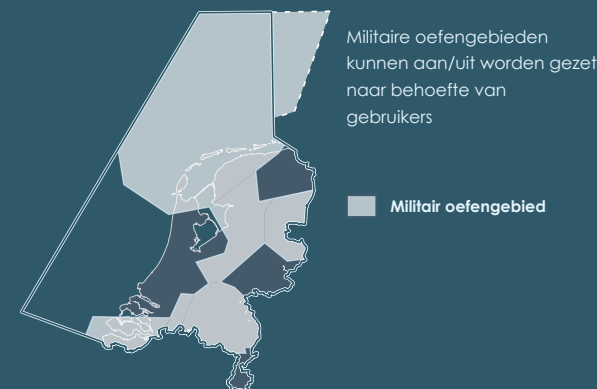 Militaire oefengebieden
kunnen aan/uit worden gezet
naar behoefte van
gebruikers
Militair oefengebied